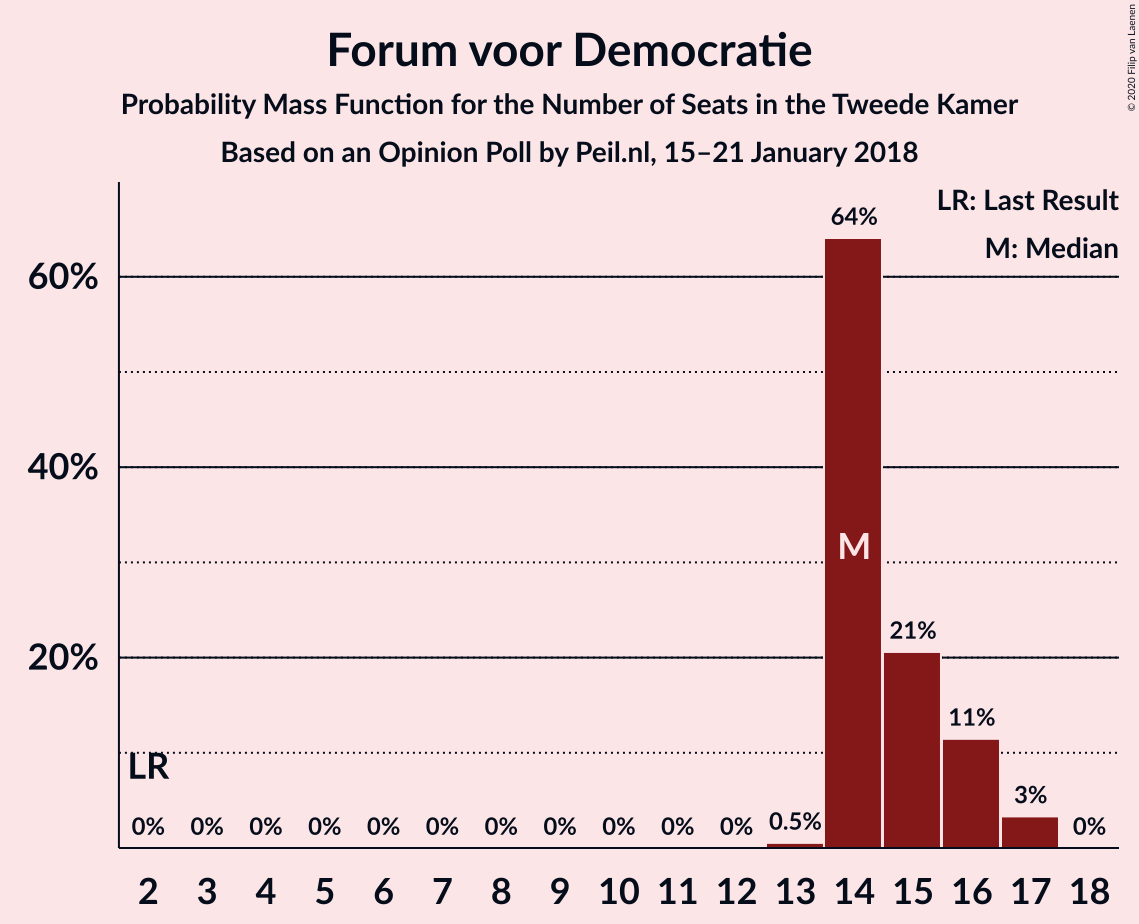 Forum voor Democratie
Probability Mass Function for the Number of Seats in the Tweede Kamer
Based on an Opinion Poll by Peil.nl, 15–21 January 2018
© 2020 Filip van Laenen
LR: Last Result
M: Median
60%
40%
20%
LR
M
0% 0% 0% 0% 0% 0% 0% 0% 0% 0% 0% 0.5% 64% 21% 11% 3% 0%
2 3 4 5 6 7 8 9 10 11 12 13 14 15 16 17 18